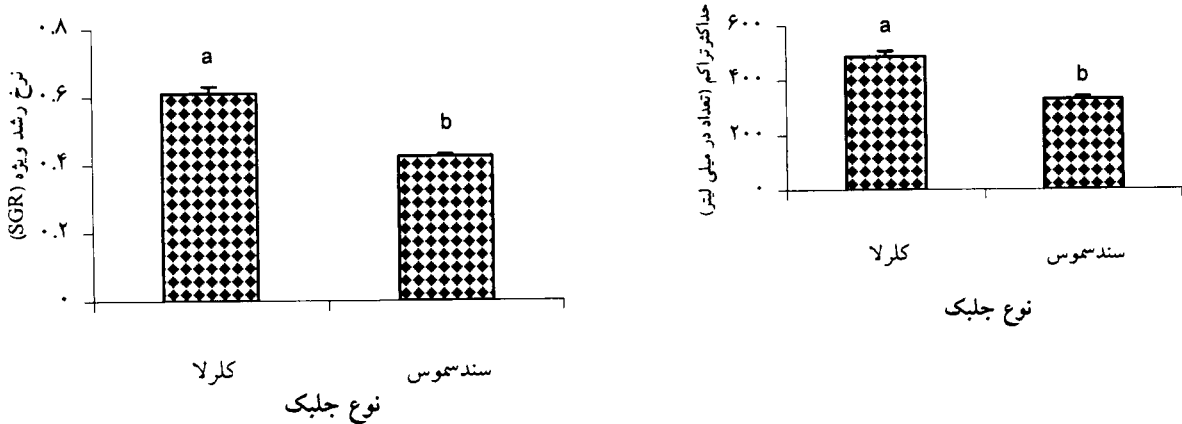 حداکثر تراکم (تعداد در میلی لیتر)
۶۰۰
۴۰۰
۲۰۰
۰
a
b
کلرلا
سندسموس
نوع جلبک
نرخ رشد ویژه (SGR)
۰.۸
۰.۶
۰.۴
۰.۲
۰
a
b
کلرلا
سندسموس
نوع جلبک